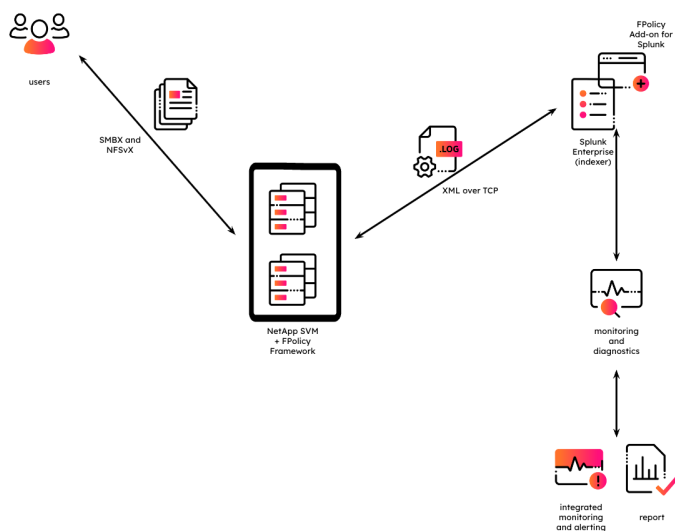 FPolicy
Add-on for
Splunk
users
SMBX and
NFSvX
.LOG
Splunk
Enterprise
(indexer)
XML over TCP
NetApp SVM
+ FPolicy
Framework
monitoring
and
diagnostics
integrated
monitoring
and alerting
report